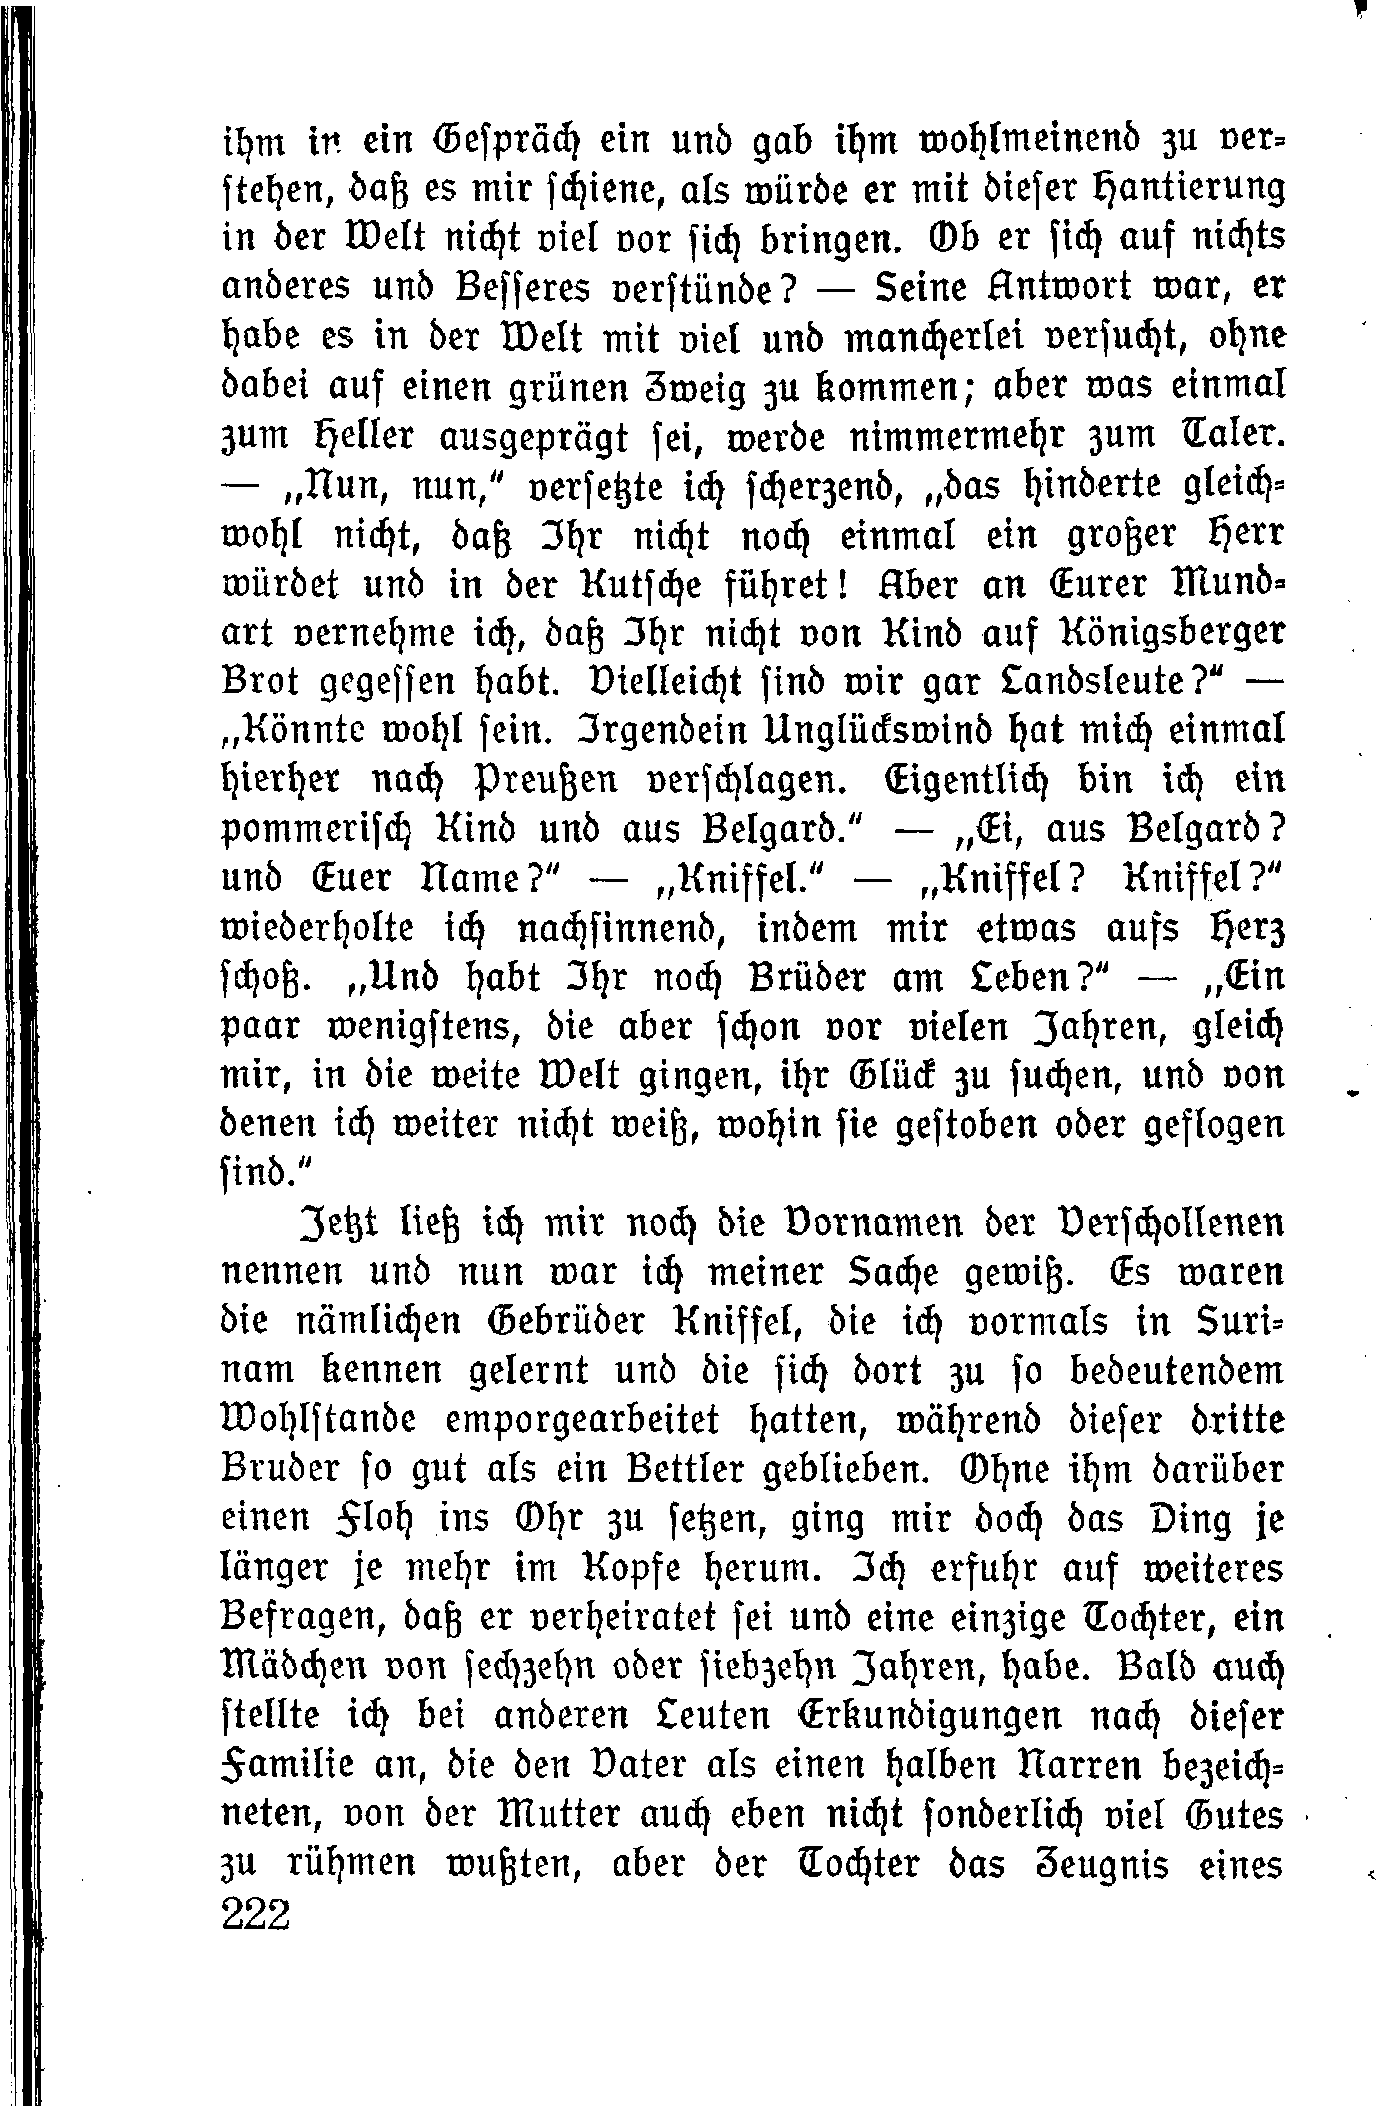 ihm in ein Gespräch ein und gab ihm wohlmeinend zu ver-
stehen, daß es mir schiene, als würde er mit dieser Hantierung
in der Welt nicht viel vor sich bringen. Ob er sich auf nichts
anderes und Besseres verstünde? — Seine Antwort war, er
habe es in der Welt mit viel und mancherlei versucht, ohne
dabei auf einen grünen Zweig zu kommen; aber was einmal
zum Heller ausgeprägt sei, werde nimmermehr zum Taler.
— „Nun, nun,“ versetzte ich scherzend, „das hinderte gleich-
wohl nicht, daß Ihr nicht noch einmal ein großer Herr
würdet und in der Kutsche führet! Aber an Eurer Mund-
art vernehme ich, daß Ihr nicht von Kind auf Königsberger
Brot gegessen habt. Vielleicht sind wir gar Landsleute?“ —
„Könnte wohl sein. Irgendein Unglückswind hat mich einmal
hierher nach Preußen verschlagen. Eigentlich bin ich ein
pommerisch Kind und aus Belgard.“ — „Ei, aus Belgard?
und Euer Name?“ — „Kniffel.“ — „Kniffel? Kniffel?“
wiederholte ich nachsinnend, indem mir etwas aufs Herz
schoß. „Und habt Ihr noch Brüder am Leben?“ — „Ein
paar wenigstens, die aber schon vor vielen Jahren, gleich
mir, in die weite Welt gingen, ihr Glück zu suchen, und von
denen ich weiter nicht weiß, wohin sie gestoben oder geflogen
sind.“
Jetzt ließ ich mir noch die Vornamen der Verschollenen
nennen und nun war ich meiner Sache gewiß. Es waren
die nämlichen Gebrüder Kniffel, die ich vormals in Suri-
nam kennen gelernt und die sich dort zu so bedeutendem
Wohlstande emporgearbeitet hatten, während dieser dritte
Bruder so gut als ein Bettler geblieben. Ohne ihm darüber
einen Floh ins Ohr zu setzen, ging mir doch das Ding je
länger je mehr im Kopfe herum. Ich erfuhr auf weiteres
Befragen, daß er verheiratet sei und eine einzige Tochter, ein
Mädchen von sechzehn oder siebzehn Jahren, habe. Bald auch
stellte ich bei anderen Leuten Erkundigungen nach dieser
Familie an, die den Vater als einen halben Narren bezeich-
neten, von der Mutter auch eben nicht sonderlich viel Gutes
zu rühmen wußten, aber der Tochter das Zeugnis eines
222